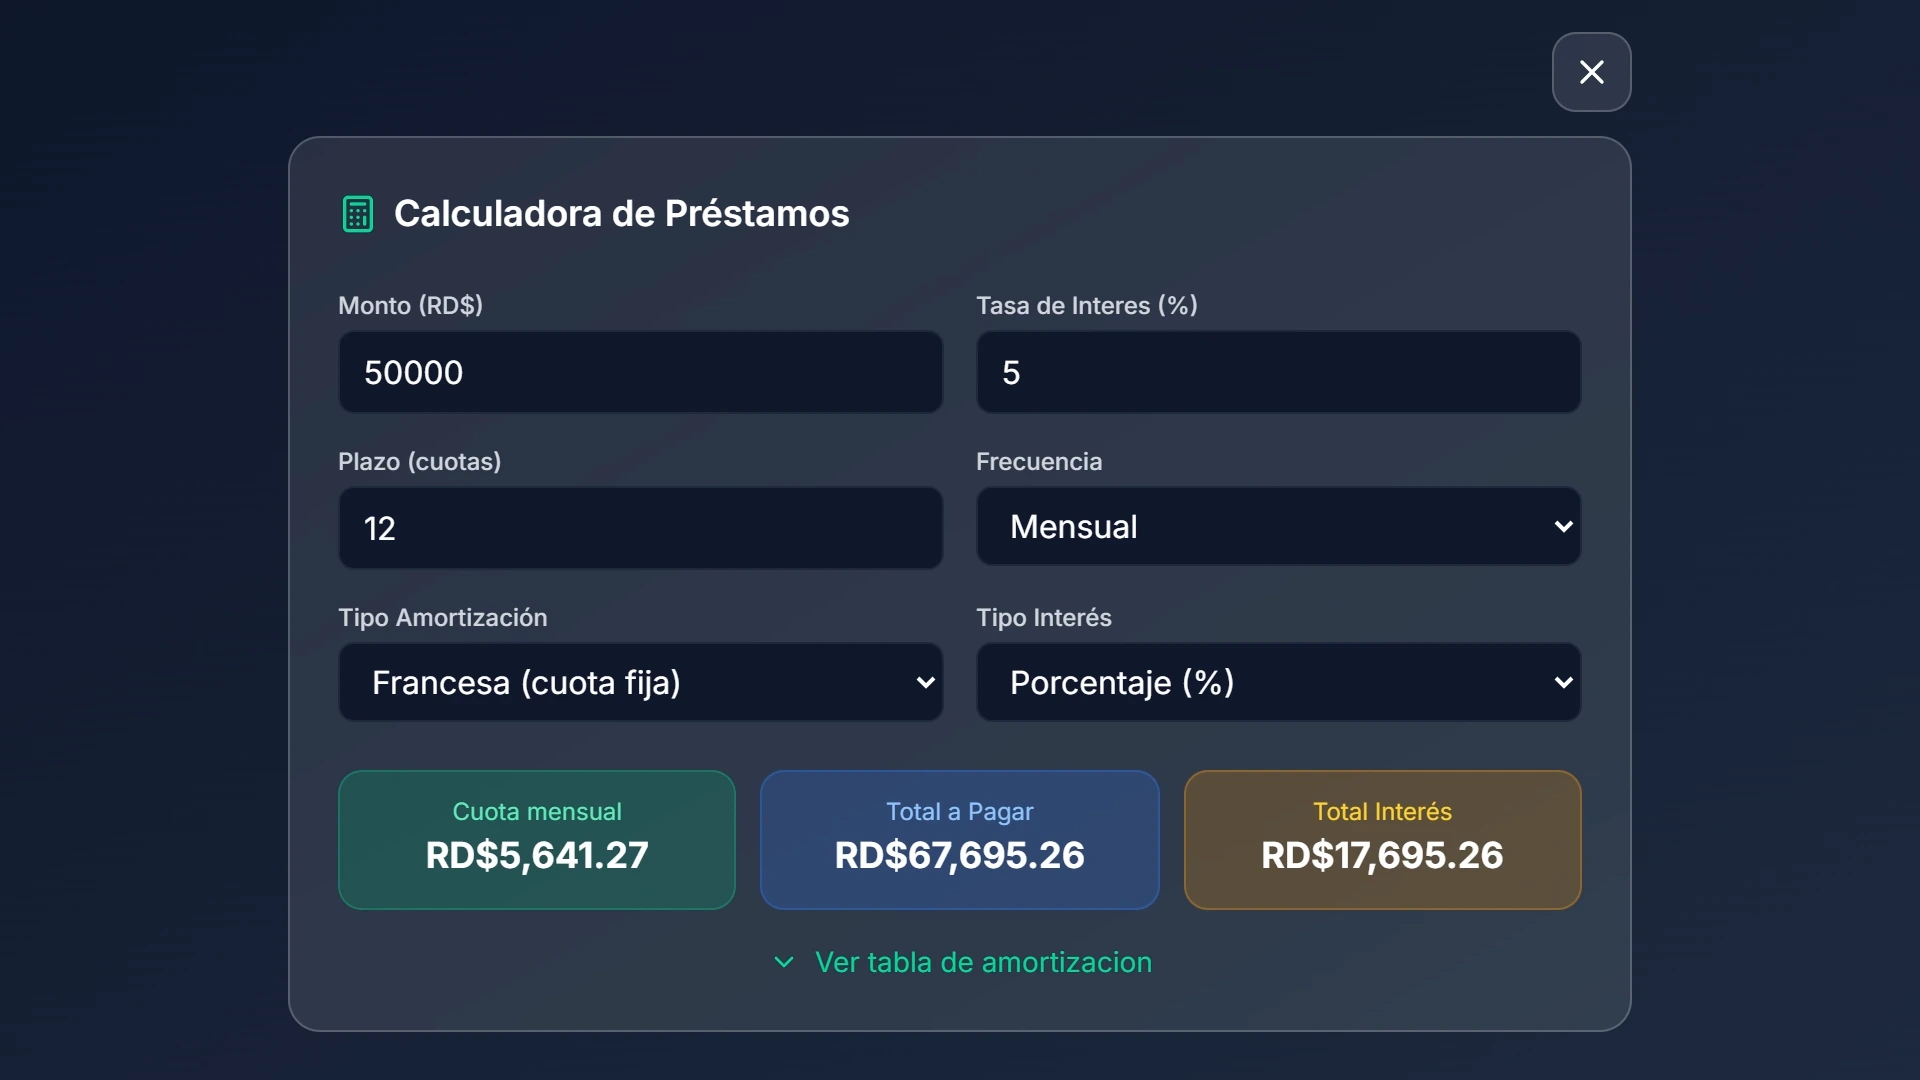 Calculadora de Préstamos
Monto (RD$)
Tasa de Interes (%)
50000
5
Plazo (cuotas)
Frecuencia
12
Mensual
Tipo Amortización
Tipo Interés
Francesa (cuota fija)
Porcentaje (%)
Cuota mensual
RD$5,641.27
Total a Pagar
RD$67,695.26
Total Interés
RD$17,695.26
Ver tabla de amortizacion